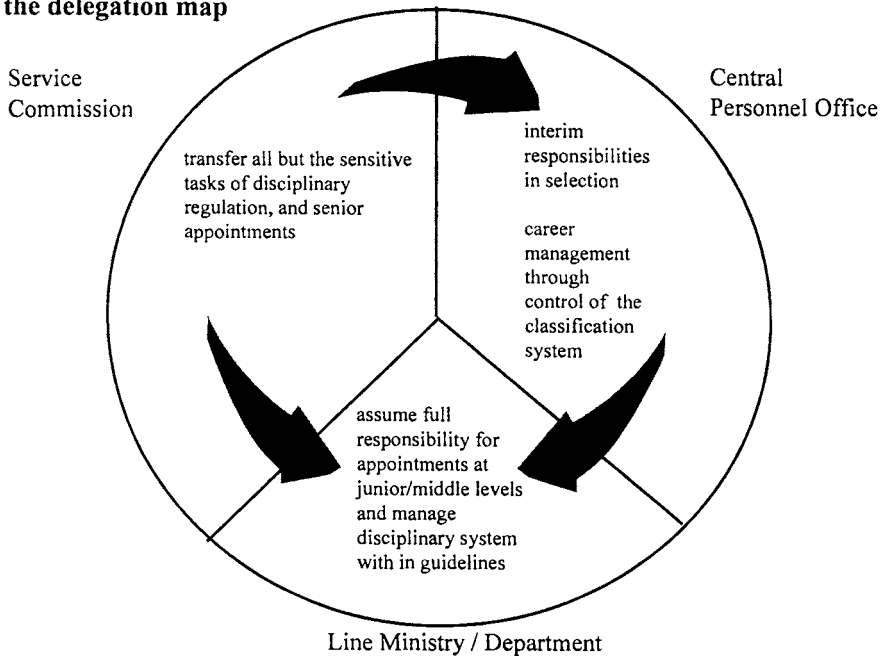 the delegation map
Service
Commission
Central
Personnel Office
transfer all but the sensitive
tasks of disciplinary
regulation, and senior
appointments
interim
responsibilities
in selection
career
management
through
control of the
classification
system
assume full
responsibility for
appointments at
junior/middle levels
and manage
disciplinary system
with in guidelines
Line Ministry / Department